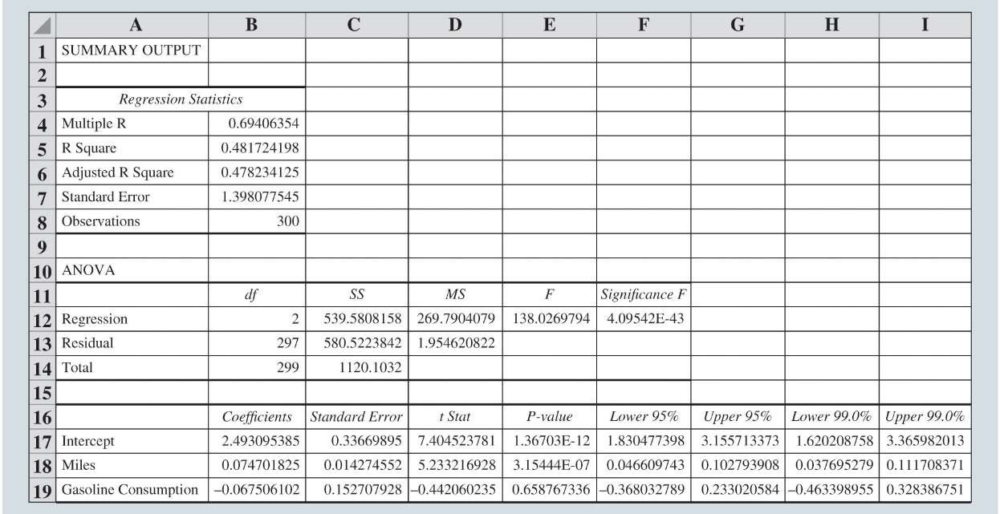 A B C D E F G H I
1 SUMMARY OUTPUT
2
3 Regression Statistics
4 Multiple R 0.69406354
5 R Square 0.481724198
6 Adjusted R Square 0.478234125
7 Standard Error 1.398077545
8 Observations 300
9
10 ANOVA
11 df SS MS F Significance F
12 Regression 2 539.5808158 269.7904079 138.0269794 4.09542E-43
13 Residual 297 580.5223842 1.954620822
14 Total 299 1120.1032
15
16 Coefficients Standard Error t Stat P-value Lower 95% Upper 95% Lower 99.0% Upper 99.0%
17 Intercept 2.493095385 0.33669895 7.404523781 1.36703E-12 1.830477398 3.155713373 1.620208758 3.365982013
18 Miles 0.074701825 0.014274552 5.233216928 3.15444E-07 0.046609743 0.102793908 0.037695279 0.111708371
19 Gasoline Consumption –0.067506102 0.152707928 –0.442060235 0.658767336 –0.368032789 0.233020584 –0.463398955 0.328386751